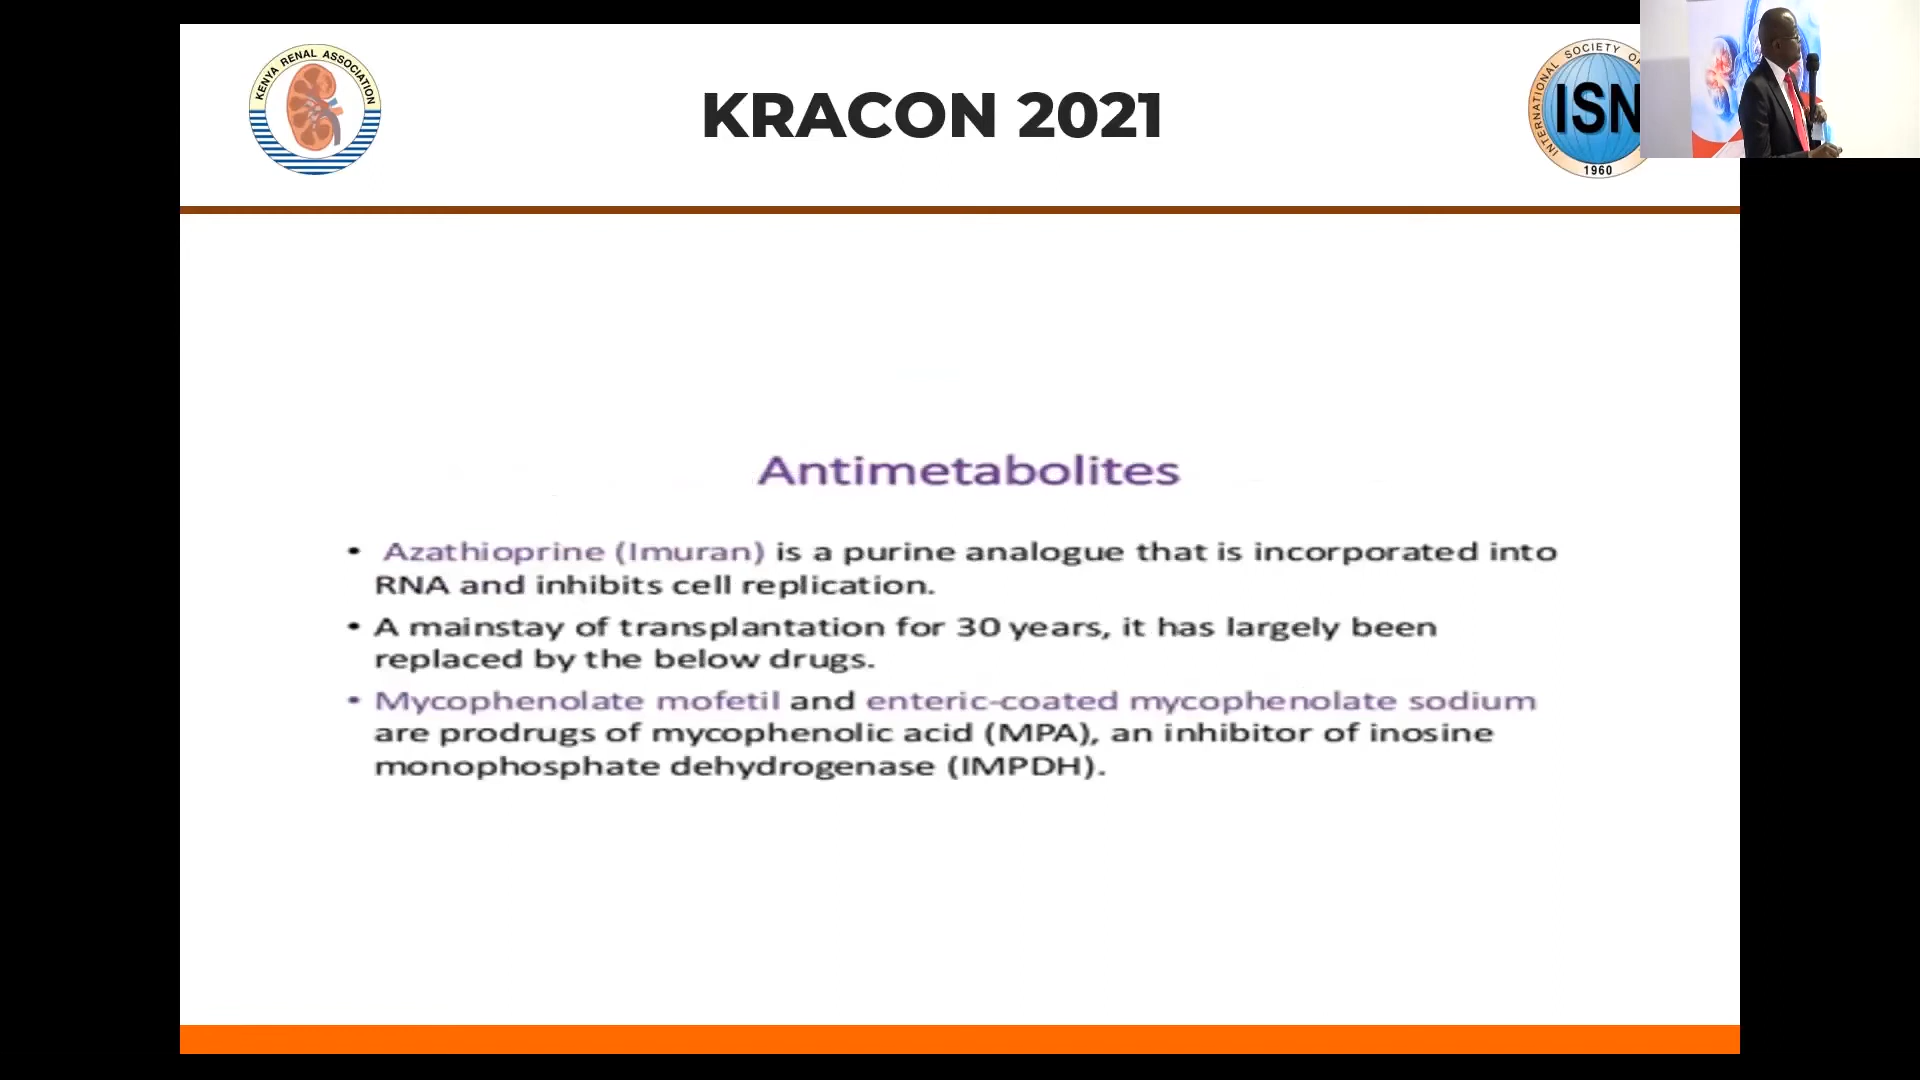 KENYA RENAL ASSOCIATION
KRACON 2021
INTERNATIONAL SOCIETY
ISN
1960
Antimetabolites
• Azathioprine (Imuran) is a purine analogue that is incorporated into
RNA and inhibits cell replication.
• A mainstay of transplantation for 30 years, it has largely been
replaced by the below drugs.
• Mycophenolate mofetil and enteric-coated mycophenolate sodium
are prodrugs of mycophenolic acid (MPA), an inhibitor of inosine
monophosphate dehydrogenase (IMPDH).